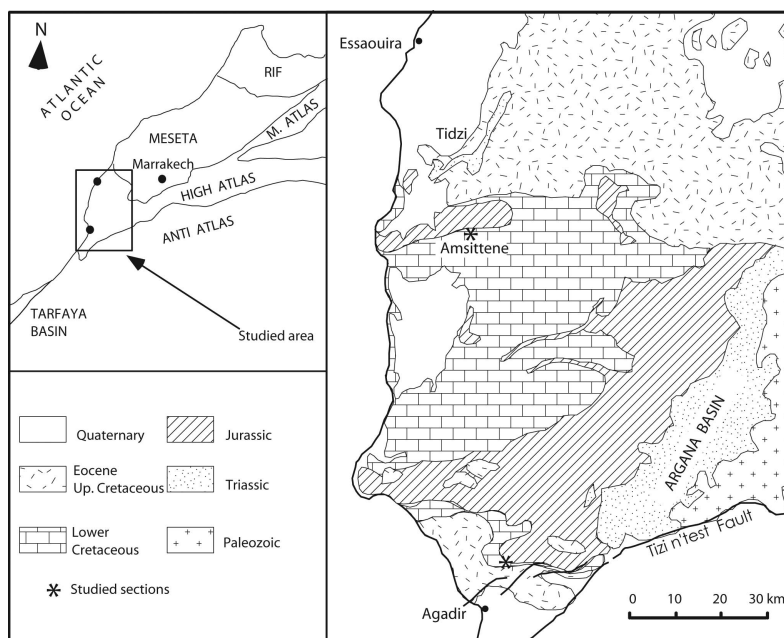 N
ATLANTIC
OCEAN
RIF
MESETA
M. ATLAS
Marrakech
HIGH ATLAS
ANTI ATLAS
TARFAYA
BASIN
Studied area
Quaternary
Jurassic
Eocene
Up. Cretaceous
Triassic
Lower
Cretaceous
Paleozoic
Studied sections
Essaouira
Tidzi
Amsittene
ARGANA BASIN
Tizi n'test Fault
Agadir
0 10 20 30 km